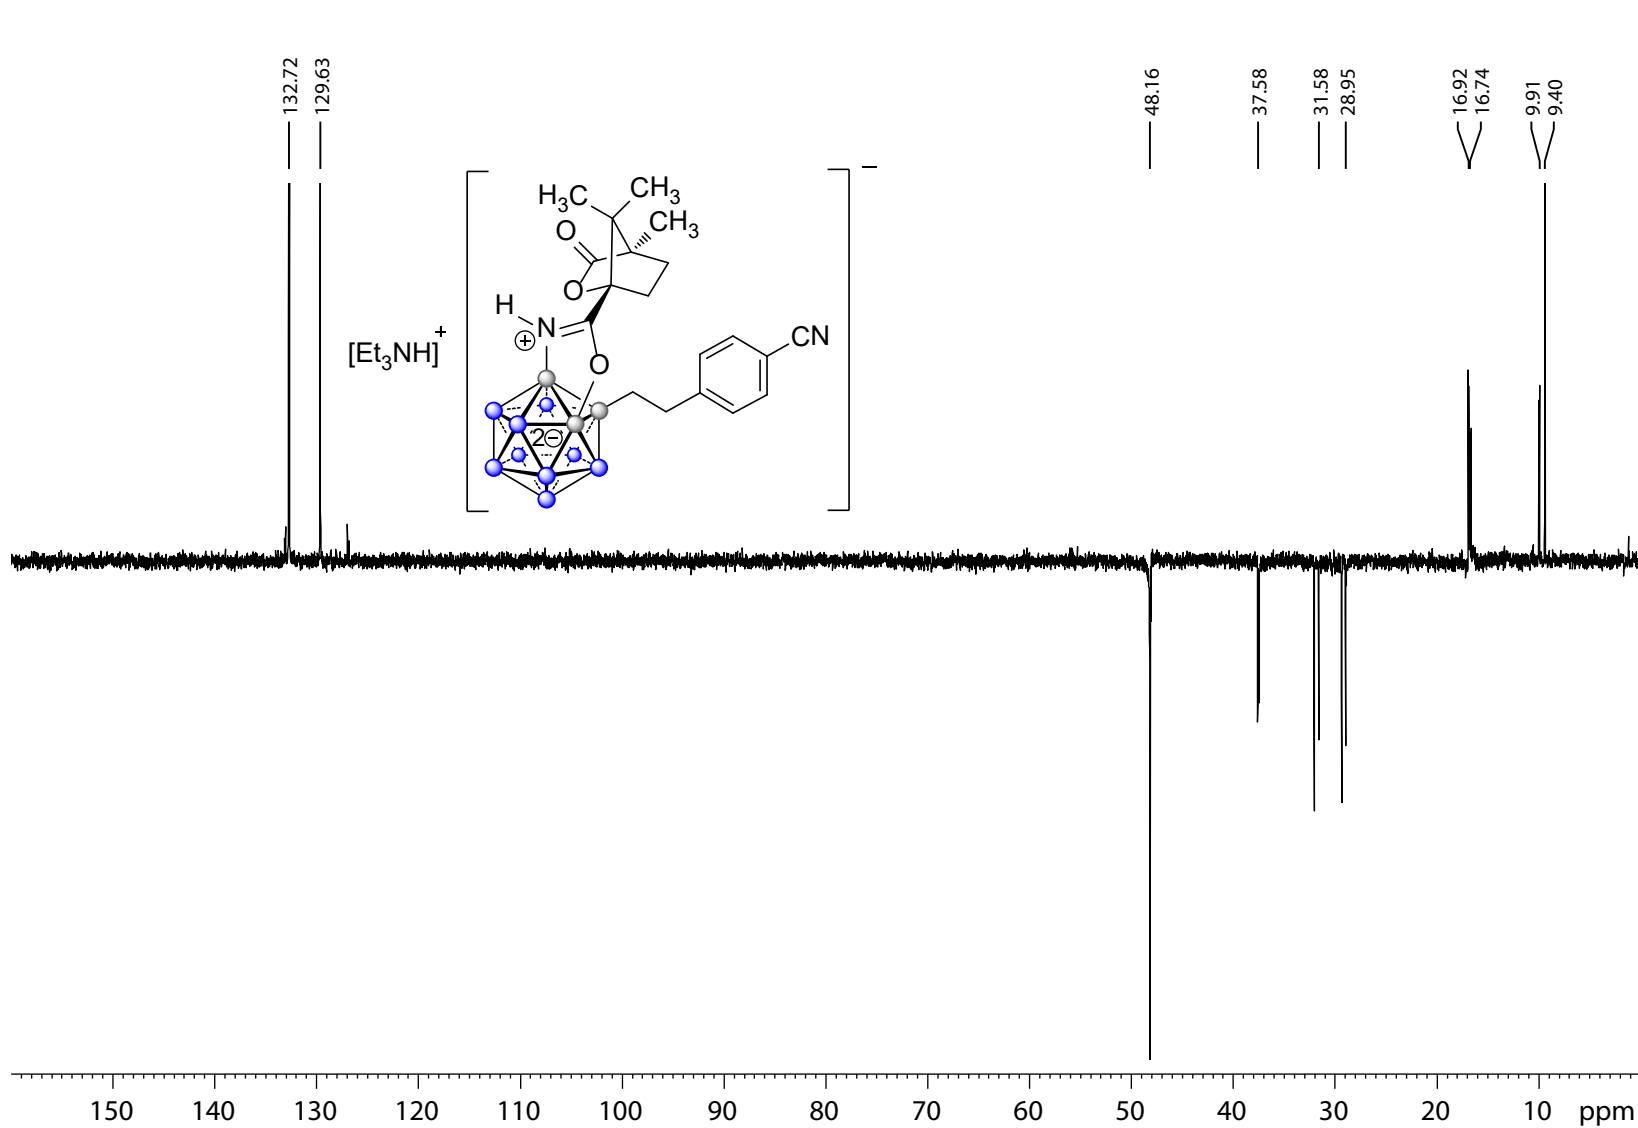 132.72
129.63
48.16
37.58
31.58
28.95
16.92
16.74
9.91
9.40
−
H₃C
CH₃
CH₃
O
O
H
N
⊕
O
CN
[Et₃NH]⁺
2⊖
150 140 130 120 110 100 90 80 70 60 50 40 30 20 10 ppm